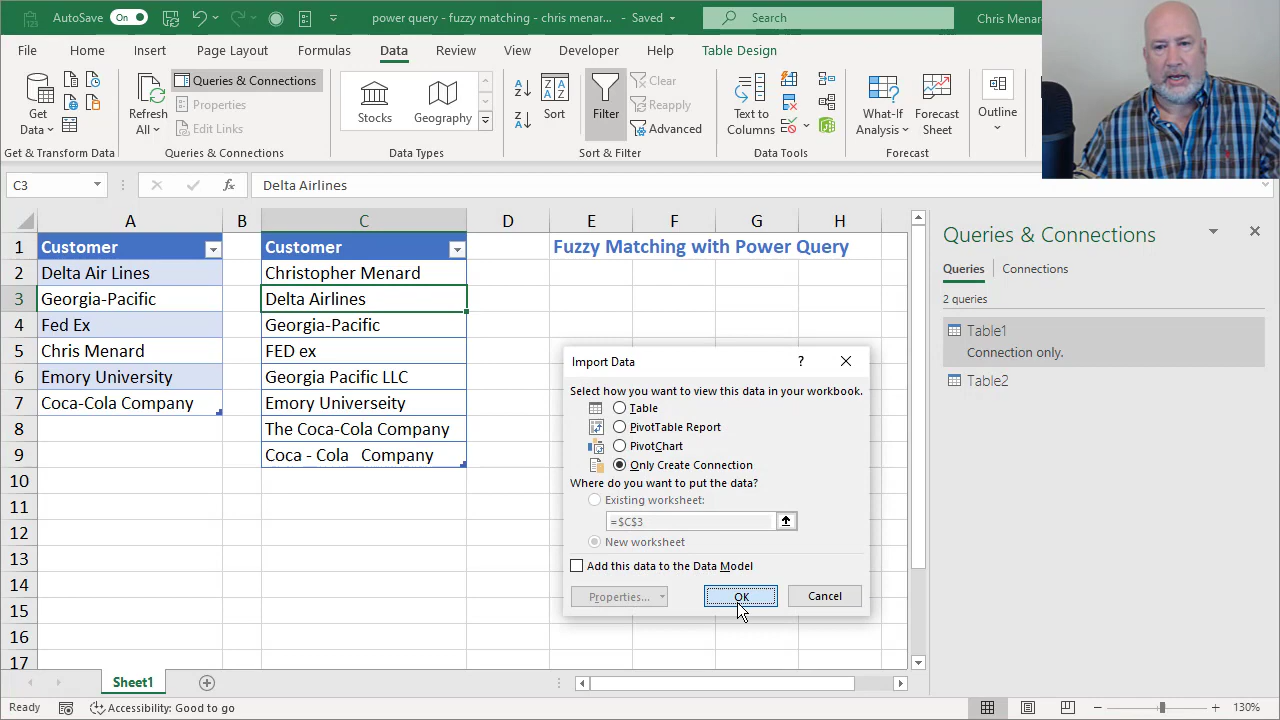 AutoSave On power query - fuzzy matching - chris menar... - Saved Search Chris Menard
File Home Insert Page Layout Formulas Data Review View Developer Help Table Design
Get Data
Refresh All
Queries & Connections
Properties
Edit Links
Stocks
Geography
Sort
Filter
Clear
Reapply
Advanced
Text to Columns
What-If Analysis
Forecast Sheet
Outline
Get & Transform Data Queries & Connections Data Types Sort & Filter Data Tools Forecast
C3 fx Delta Airlines
A B C D E F G H
1 Customer Customer Fuzzy Matching with Power Query
2 Delta Air Lines Christopher Menard
3 Georgia-Pacific Delta Airlines
4 Fed Ex Georgia-Pacific
5 Chris Menard FED ex
6 Emory University Georgia Pacific LLC
7 Coca-Cola Company Emory Universeity
8 The Coca-Cola Company
9 Coca - Cola Company
10
11
12
13
14
15
16
17
Import Data ?
Select how you want to view this data in your workbook.
Table
PivotTable Report
PivotChart
Only Create Connection
Where do you want to put the data?
Existing worksheet:
=$C$3
New worksheet
Add this data to the Data Model
Properties... OK Cancel
Queries & Connections
Queries Connections
2 queries
Table1
Connection only.
Table2
Sheet1
Ready Accessibility: Good to go 130%